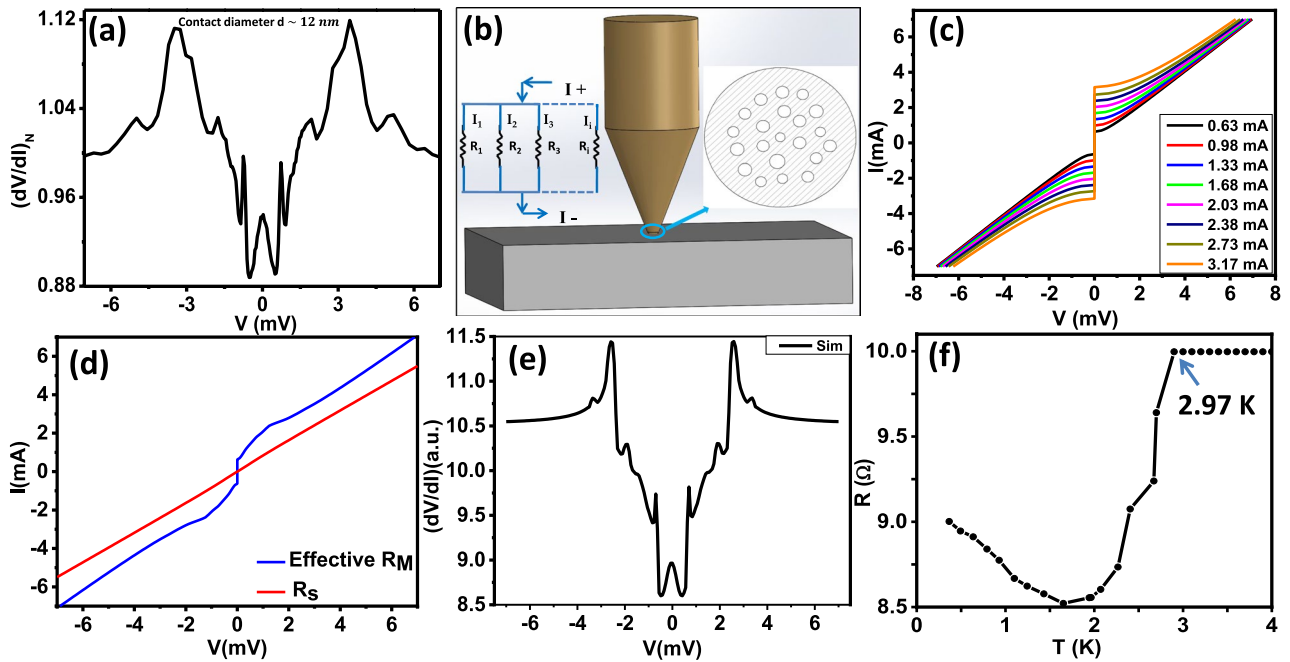 (a)
Contact diameter d ~ 12 nm
1.12
1.04
0.96
0.88
(dV/dI)N
-6
-3
0
3
6
V (mV)
(b)
I +
I1
I2
I3
Ii
R1
R2
R3
Ri
I -
(c)
6
4
2
0
-2
-4
-6
I(mA)
0.63 mA
0.98 mA
1.33 mA
1.68 mA
2.03 mA
2.38 mA
2.73 mA
3.17 mA
-8
-4
0
4
8
V (mV)
(d)
6
4
2
0
-2
-4
-6
I(mA)
Effective RM
RS
-6
-4
-2
0
2
4
6
V(mV)
(e)
Sim
11.5
11.0
10.5
10.0
9.5
9.0
8.5
(dV/dI)(a.u.)
-6
-4
-2
0
2
4
6
V(mV)
(f)
10.0
9.5
9.0
8.5
R (Ω)
2.97 K
0
1
2
3
4
T (K)